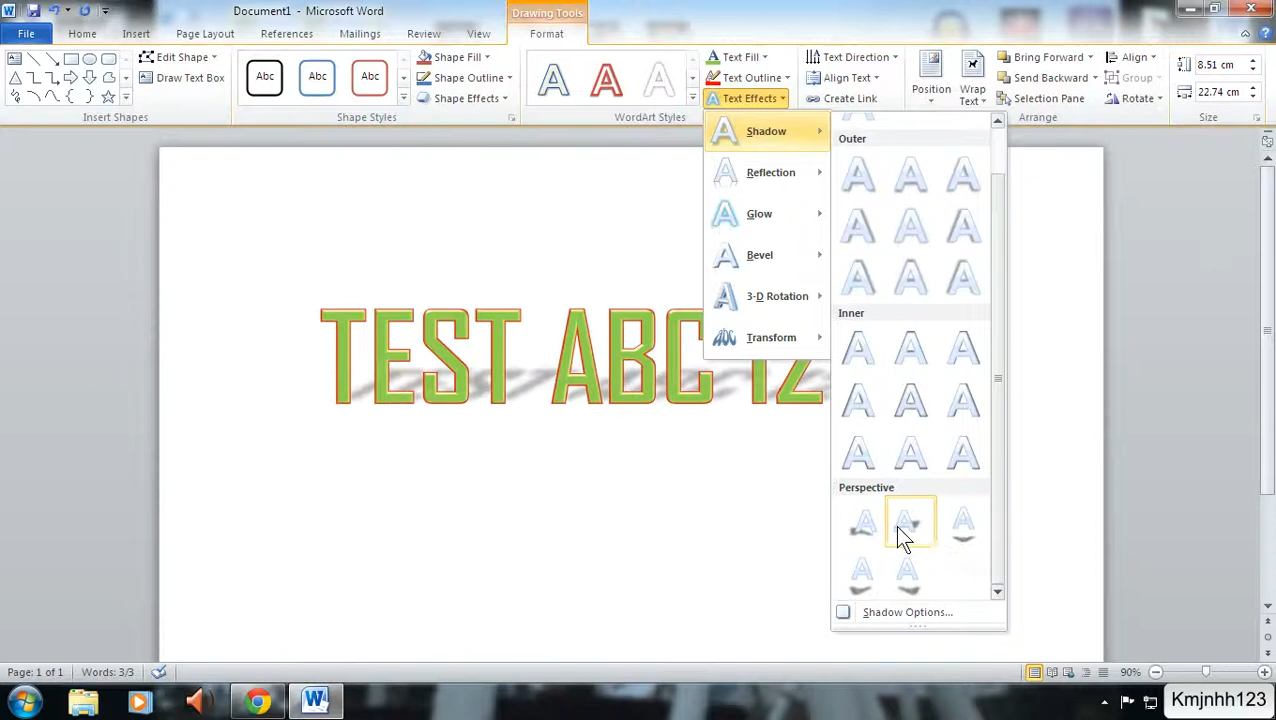 Document1 - Microsoft Word
Drawing Tools
File
Home
Insert
Page Layout
References
Mailings
Review
View
Format
Edit Shape
Draw Text Box
Insert Shapes
Abc
Abc
Abc
Shape Fill
Shape Outline
Shape Effects
Shape Styles
A
A
A
WordArt Styles
Text Fill
Text Outline
Text Effects
Text Direction
Align Text
Create Link
Position
Wrap
Text
Bring Forward
Send Backward
Selection Pane
Align
Group
Rotate
Arrange
8.51 cm
22.74 cm
Size
Shadow
Reflection
Glow
Bevel
3-D Rotation
Transform
Outer
Inner
Perspective
Shadow Options...
TEST ABC 12
Page: 1 of 1
Words: 3/3
90%
Kmjnhh123